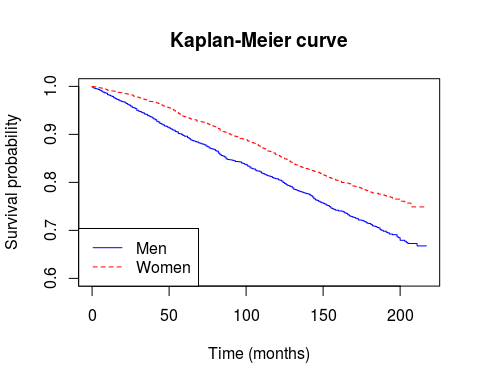 Kaplan-Meier curve
Survival probability
1.0
0.9
0.8
0.7
0.6
Men
Women
0 50 100 150 200
Time (months)